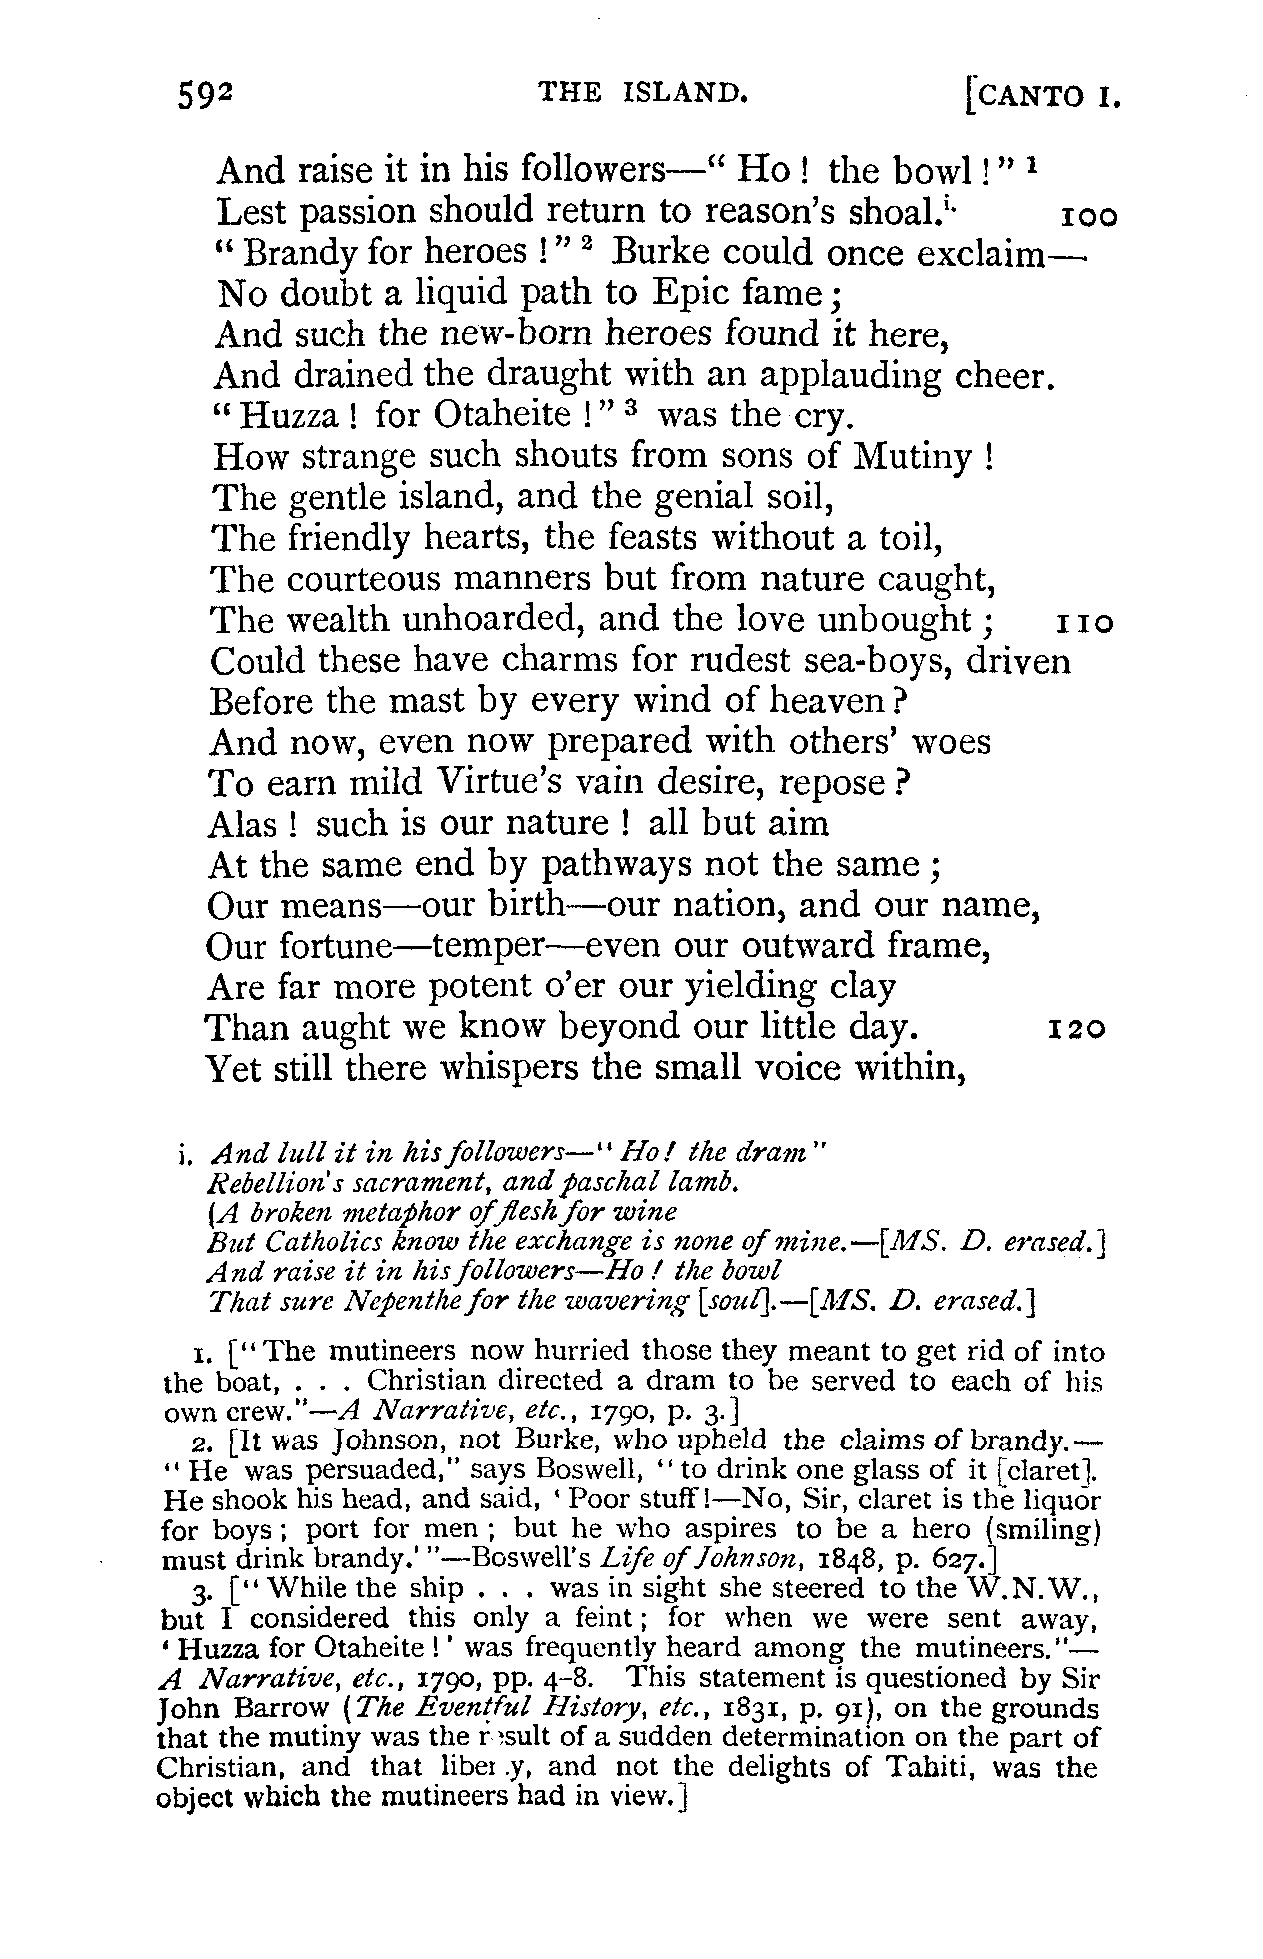 592 THE ISLAND. [CANTO I.
And raise it in his followers—" Ho ! the bowl ! " 1
Lest passion should return to reason's shoal.i. 100
" Brandy for heroes ! " 2 Burke could once exclaim—
No doubt a liquid path to Epic fame ;
And such the new-born heroes found it here,
And drained the draught with an applauding cheer.
" Huzza ! for Otaheite ! " 3 was the cry.
How strange such shouts from sons of Mutiny !
The gentle island, and the genial soil,
The friendly hearts, the feasts without a toil,
The courteous manners but from nature caught,
The wealth unhoarded, and the love unbought ; 110
Could these have charms for rudest sea-boys, driven
Before the mast by every wind of heaven ?
And now, even now prepared with others' woes
To earn mild Virtue's vain desire, repose ?
Alas ! such is our nature ! all but aim
At the same end by pathways not the same ;
Our means—our birth—our nation, and our name,
Our fortune—temper—even our outward frame,
Are far more potent o'er our yielding clay
Than aught we know beyond our little day. 120
Yet still there whispers the small voice within,
i. And lull it in his followers—" Ho ! the dram "
Rebellion's sacrament, and paschal lamb.
(A broken metaphor of flesh for wine
But Catholics know the exchange is none of mine.—[MS. D. erased.]
And raise it in his followers—Ho ! the bowl
That sure Nepenthe for the wavering [soul].—[MS. D. erased.]
1. [" The mutineers now hurried those they meant to get rid of into
the boat, . . . Christian directed a dram to be served to each of his
own crew."—A Narrative, etc., 1790, p. 3.]
2. [It was Johnson, not Burke, who upheld the claims of brandy.—
" He was persuaded," says Boswell, " to drink one glass of it [claret].
He shook his head, and said, ' Poor stuff !—No, Sir, claret is the liquor
for boys ; port for men ; but he who aspires to be a hero (smiling)
must drink brandy.' "—Boswell's Life of Johnson, 1848, p. 627.]
3. [" While the ship . . . was in sight she steered to the W.N.W.,
but I considered this only a feint ; for when we were sent away,
' Huzza for Otaheite ! ' was frequently heard among the mutineers."—
A Narrative, etc., 1790, pp. 4-8. This statement is questioned by Sir
John Barrow (The Eventful History, etc., 1831, p. 91), on the grounds
that the mutiny was the result of a sudden determination on the part of
Christian, and that liberty, and not the delights of Tahiti, was the
object which the mutineers had in view.]